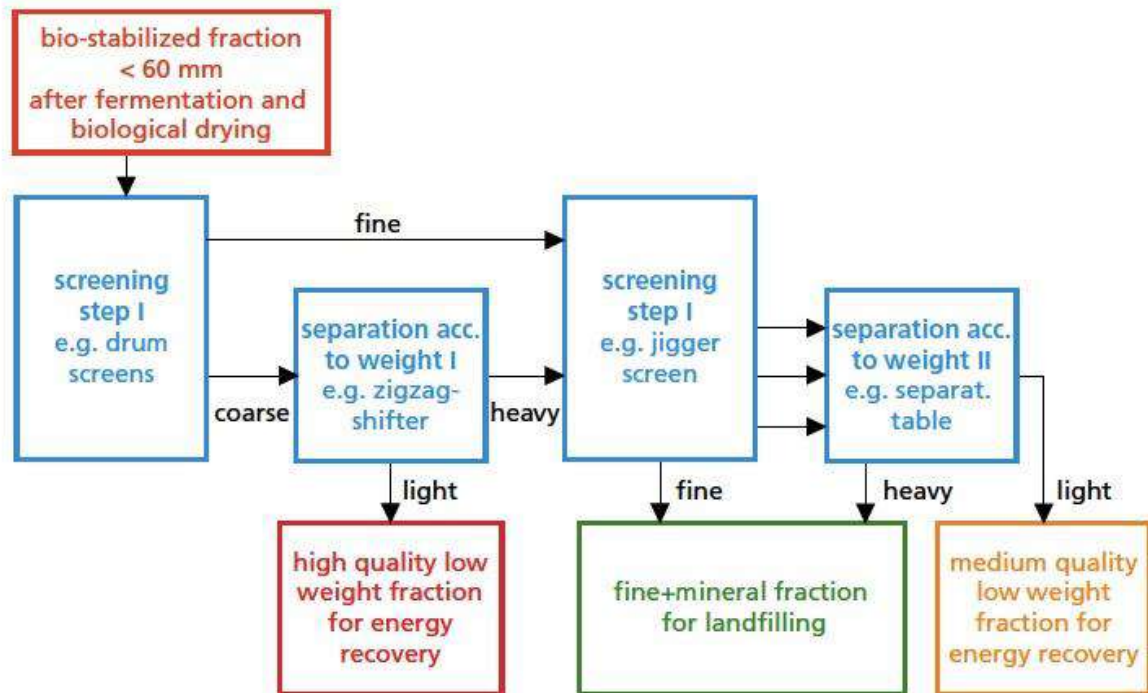 bio-stabilized fraction
< 60 mm
after fermentation and
biological drying
fine
screening
step I
e.g. drum
screens
coarse
separation acc.
to weight I
e.g. zigzag-
shifter
heavy
screening
step I
e.g. jigger
screen
separation acc.
to weight II
e.g. separat.
table
light
fine
heavy
light
high quality low
weight fraction
for energy
recovery
fine+mineral fraction
for landfilling
medium quality
low weight
fraction for
energy recovery